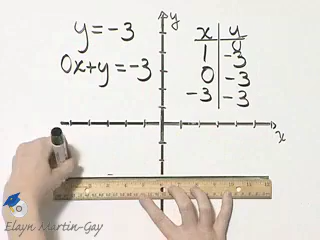 y = -3
0x + y = -3
x y
1 -3
0 -3
-3 -3
y
x
Elayn Martin-Gay